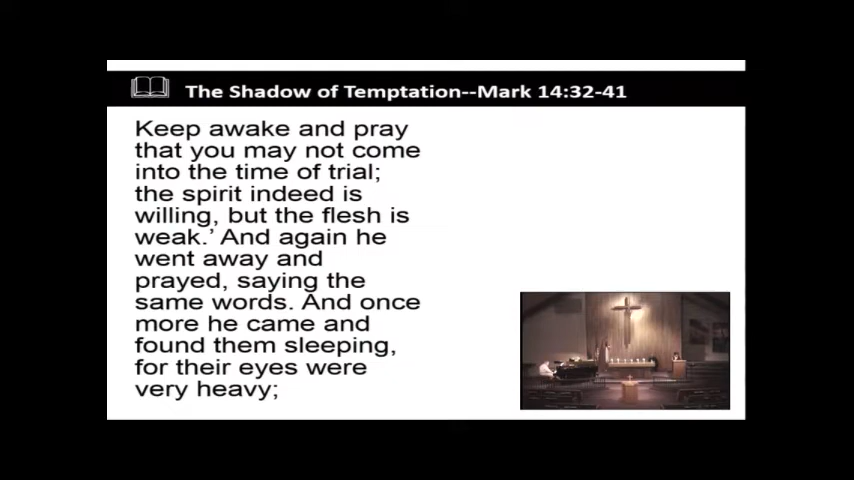 The Shadow of Temptation--Mark 14:32-41
Keep awake and pray
that you may not come
into the time of trial;
the spirit indeed is
willing, but the flesh is
weak.’ And again he
went away and
prayed, saying the
same words. And once
more he came and
found them sleeping,
for their eyes were
very heavy;